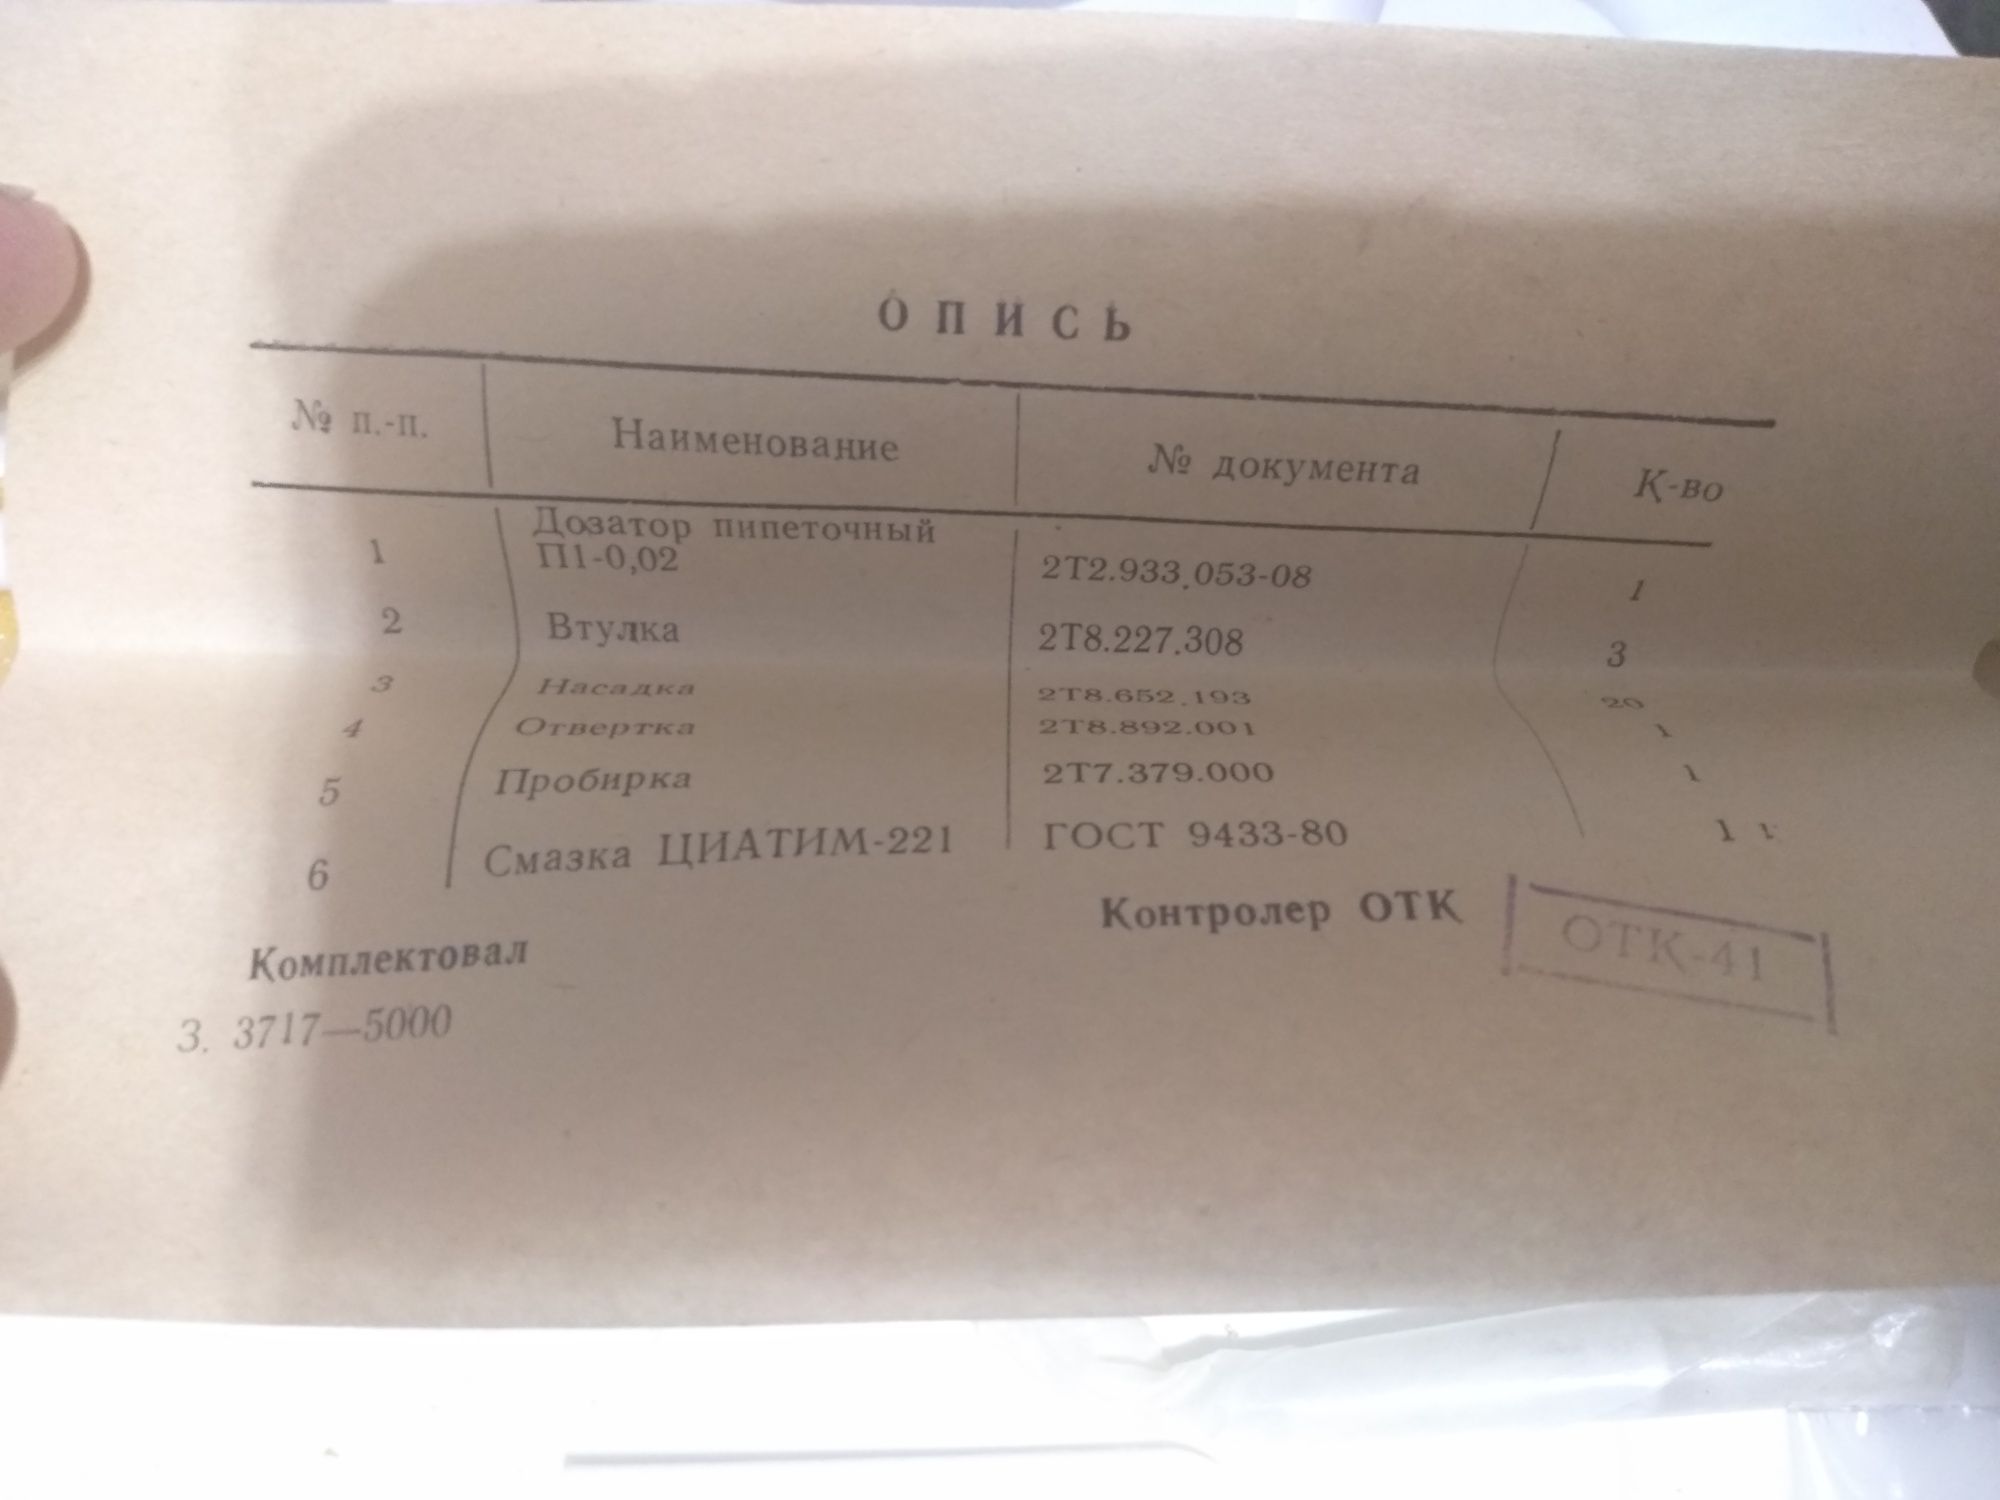 ОПИСЬ
№ п.-п. Наименование № документа К-во
1 Дозатор пипеточный
П1-0,02 2Т2.933.053-08 1
2 Втулка 2Т8.227.308 3
3 Насадка 2Т8.652.193 20
4 Отвертка 2Т8.892.001 1
5 Пробирка 2Т7.379.000 1
6 Смазка ЦИАТИМ-221 ГОСТ 9433-80 1 г
Комплектовал Контролер ОТК ОТК-41
З. 3717—5000